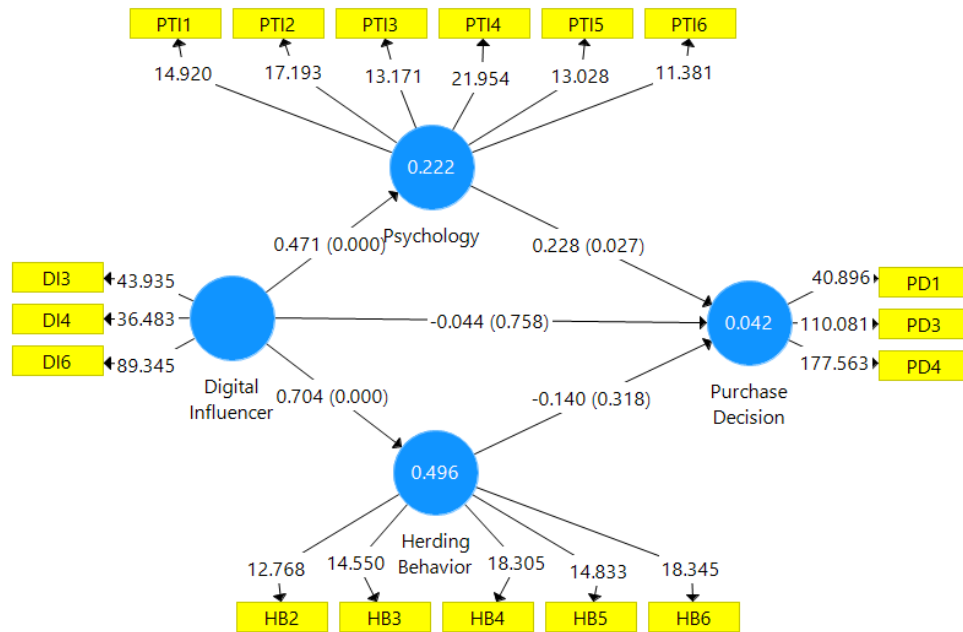 PTI1 PTI2 PTI3 PTI4 PTI5 PTI6
14.920 17.193 13.171 21.954 13.028 11.381
0.222
Psychology
0.471 (0.000)
0.228 (0.027)
DI3 43.935
DI4 36.483
DI6 89.345
Digital
Influencer
-0.044 (0.758)
0.042
Purchase
Decision
40.896 PD1
110.081 PD3
177.563 PD4
0.704 (0.000)
-0.140 (0.318)
0.496
Herding
Behavior
12.768 14.550 18.305 14.833 18.345
HB2 HB3 HB4 HB5 HB6